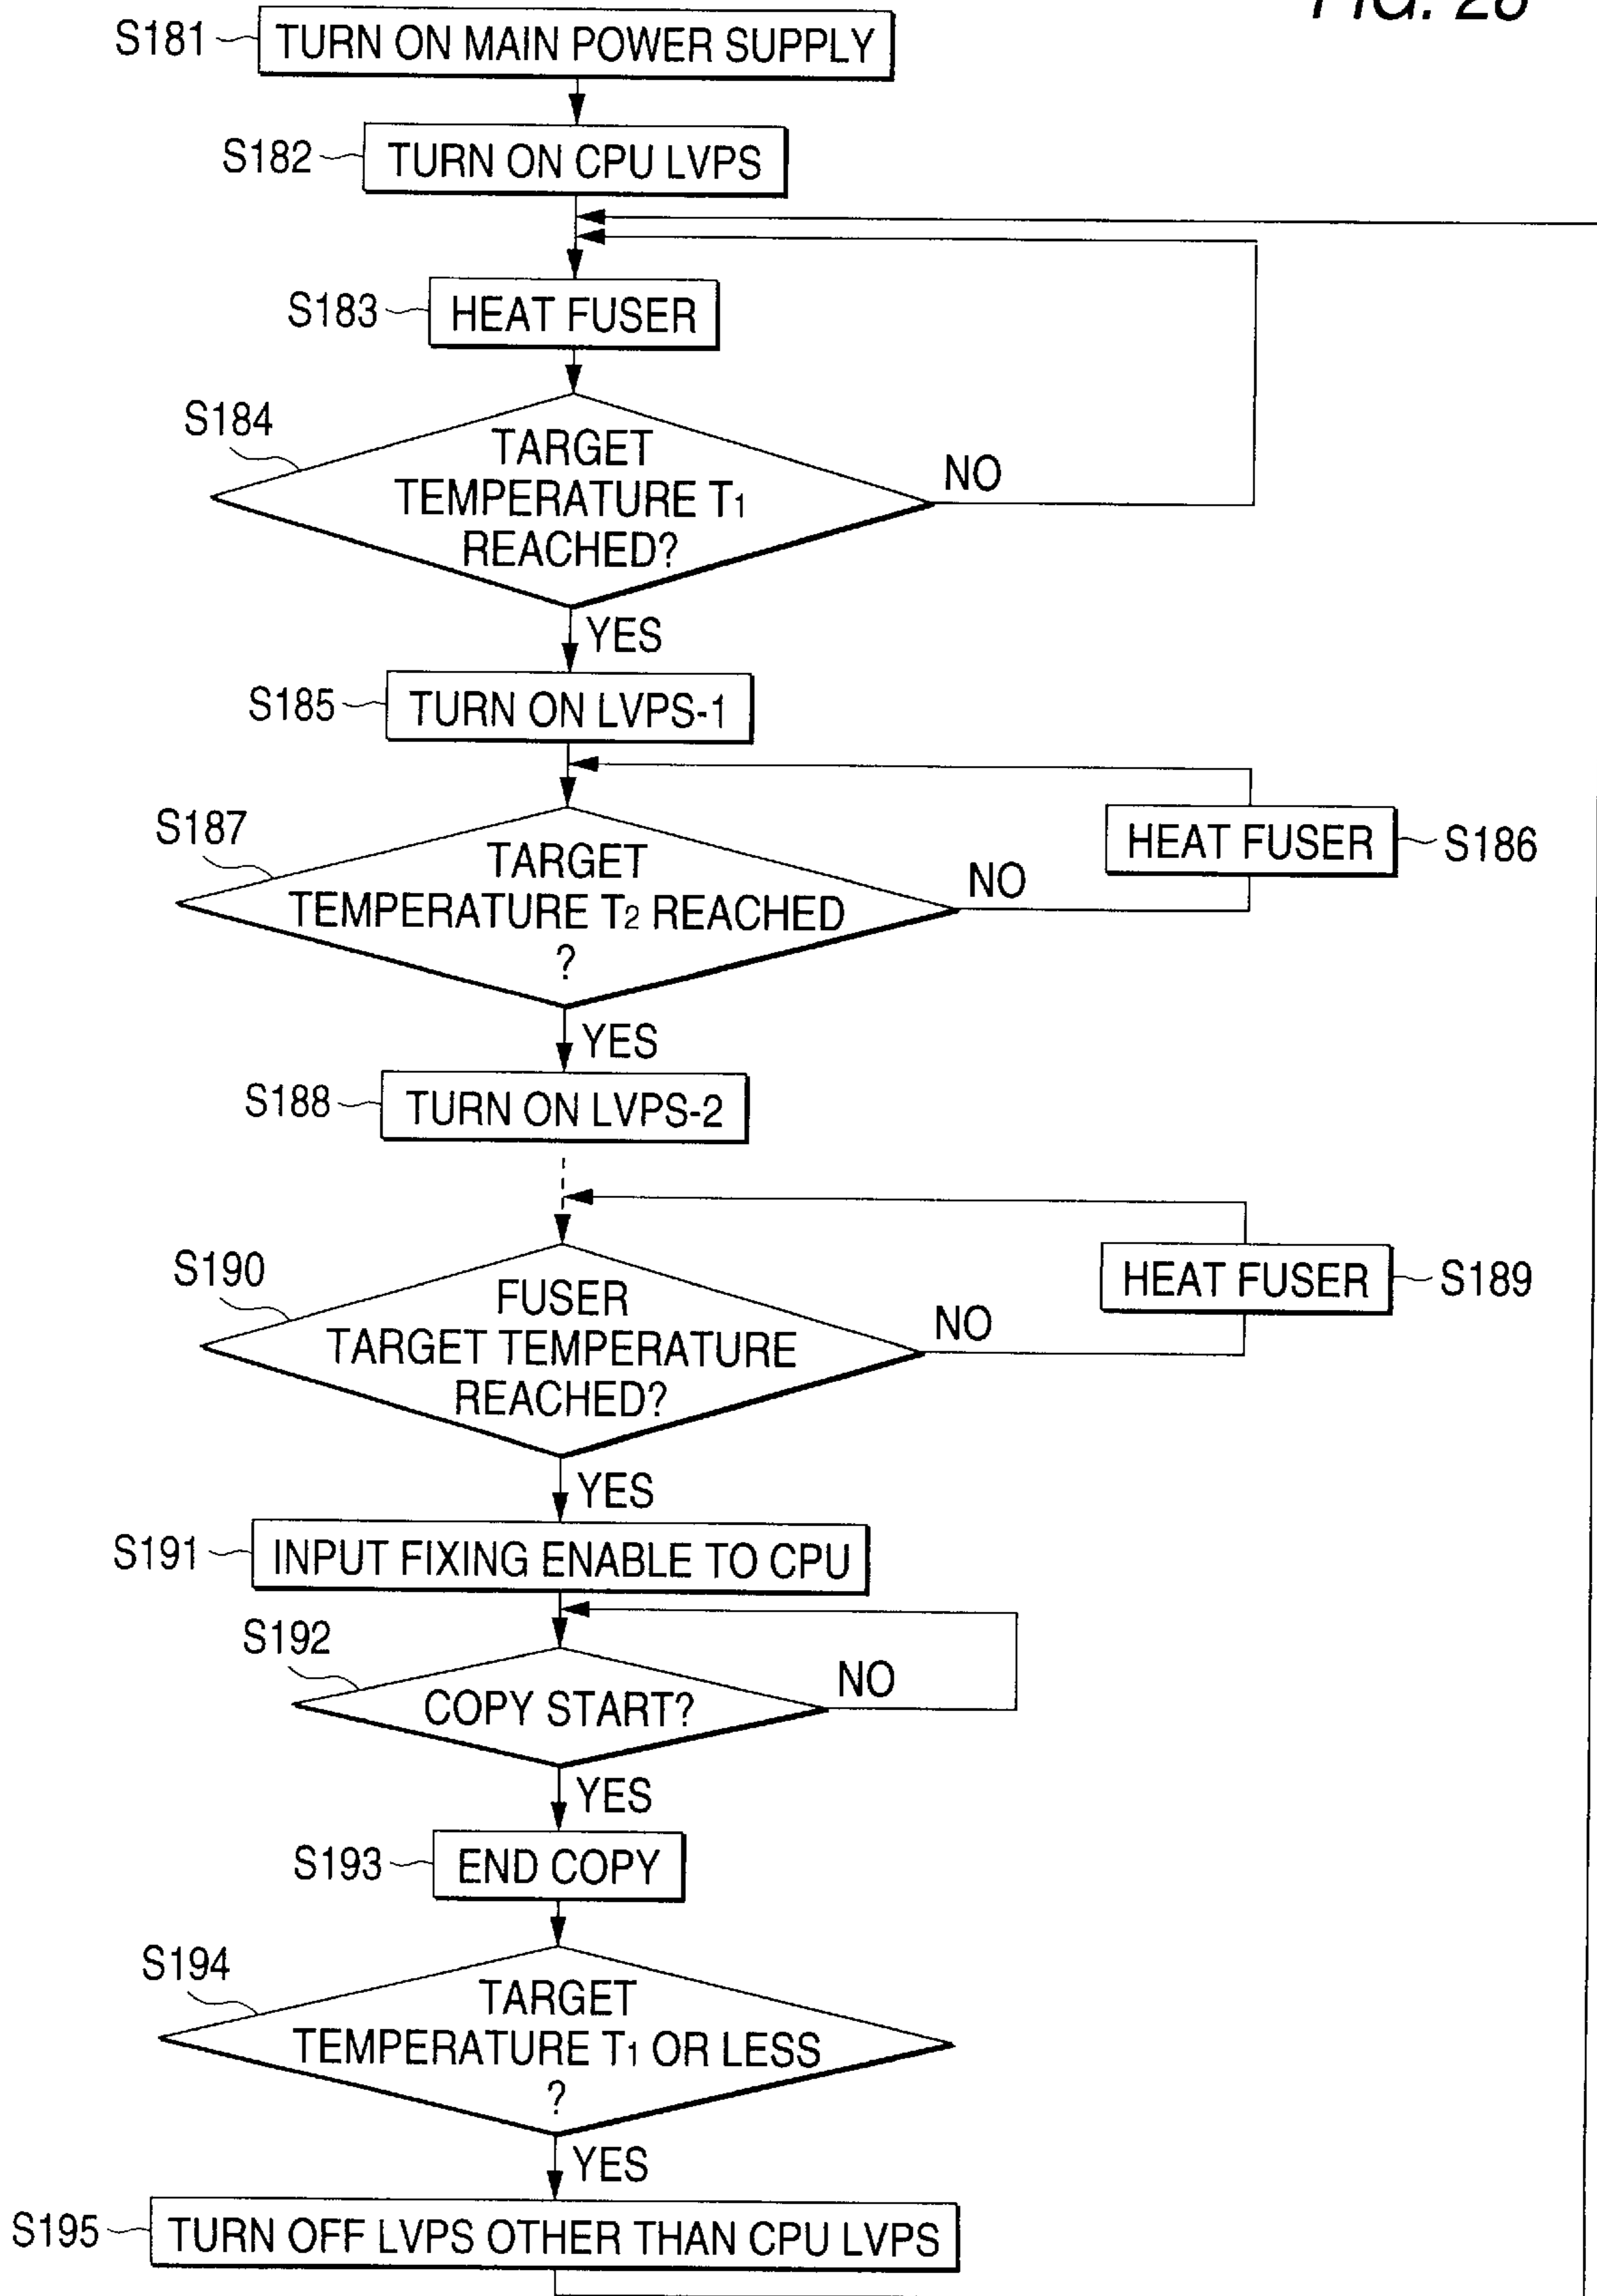 FIG. 28
S181 TURN ON MAIN POWER SUPPLY
S182 TURN ON CPU LVPS
S183 HEAT FUSER
S184
TARGET
TEMPERATURE T1
REACHED?
NO
YES
S185 TURN ON LVPS-1
S187
TARGET
TEMPERATURE T2 REACHED
?
NO
HEAT FUSER S186
YES
S188 TURN ON LVPS-2
S190
FUSER
TARGET TEMPERATURE
REACHED?
NO
HEAT FUSER S189
YES
S191 INPUT FIXING ENABLE TO CPU
S192
COPY START?
NO
YES
S193 END COPY
S194
TARGET
TEMPERATURE T1 OR LESS
?
YES
S195 TURN OFF LVPS OTHER THAN CPU LVPS